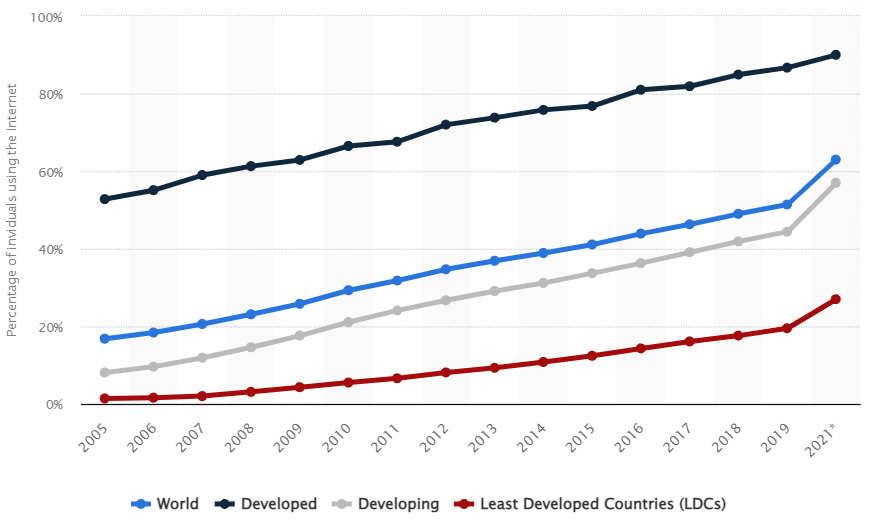 100%
80%
60%
40%
20%
0%
Percentage of inviduals using the internet
2005 2006 2007 2008 2009 2010 2011 2012 2013 2014 2015 2016 2017 2018 2019 2021*
World Developed Developing Least Developed Countries (LDCs)